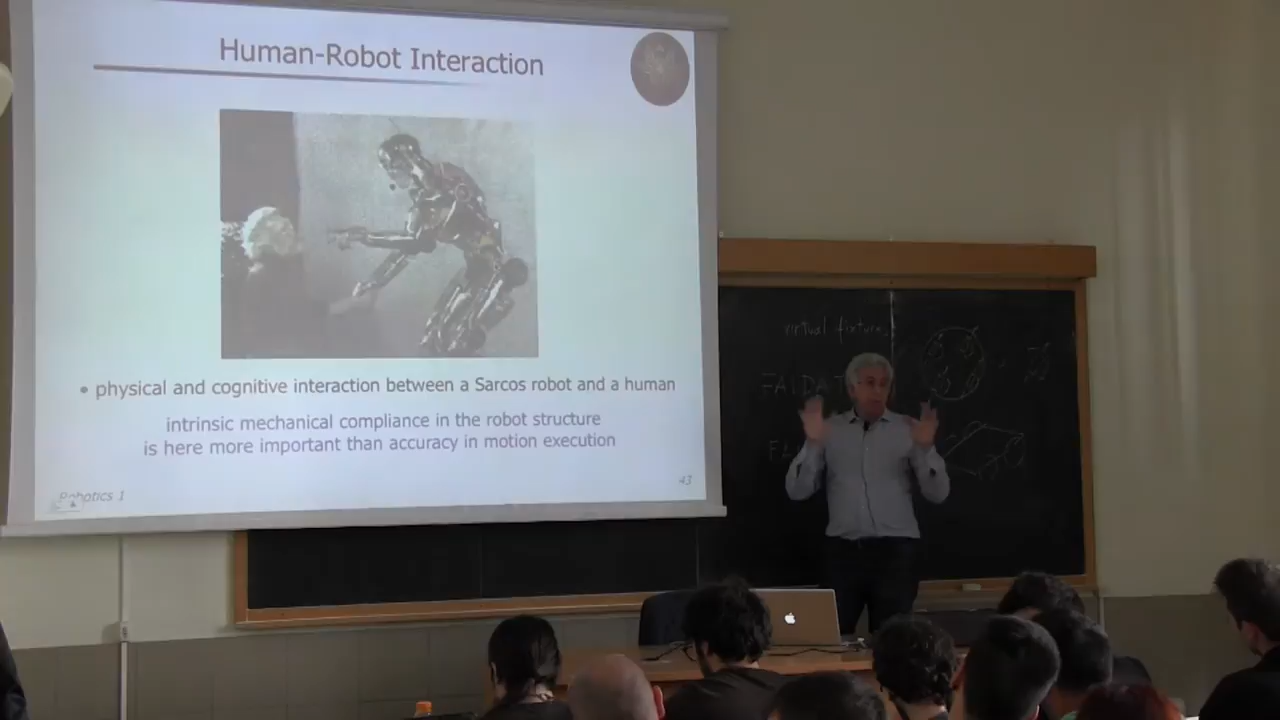 Human-Robot Interaction
• physical and cognitive interaction between a Sarcos robot and a human
intrinsic mechanical compliance in the robot structure
is here more important than accuracy in motion execution
Robotics 1
43
virtual fixtures